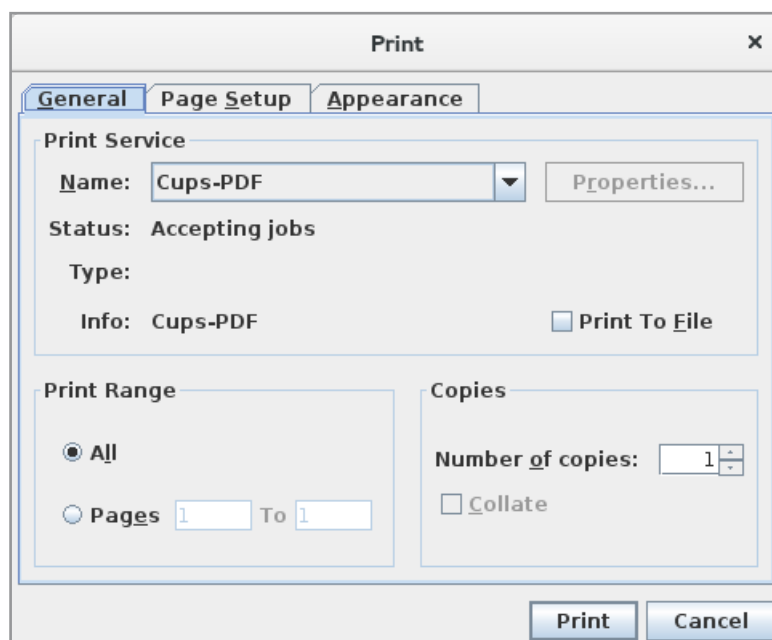 Print
General Page Setup Appearance
Print Service
Name: Cups-PDF Properties...
Status: Accepting jobs
Type:
Info: Cups-PDF Print To File
Print Range
All
Pages 1 To 1
Copies
Number of copies: 1
Collate
Print Cancel